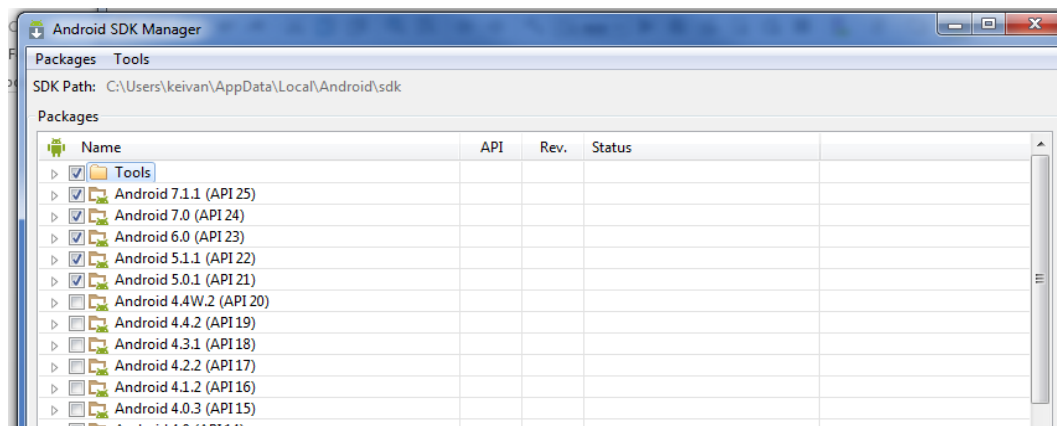 Android SDK Manager
Packages Tools
SDK Path: C:\Users\keivan\AppData\Local\Android\sdk
Packages
Name API Rev. Status
Tools
Android 7.1.1 (API 25)
Android 7.0 (API 24)
Android 6.0 (API 23)
Android 5.1.1 (API 22)
Android 5.0.1 (API 21)
Android 4.4W.2 (API 20)
Android 4.4.2 (API 19)
Android 4.3.1 (API 18)
Android 4.2.2 (API 17)
Android 4.1.2 (API 16)
Android 4.0.3 (API 15)